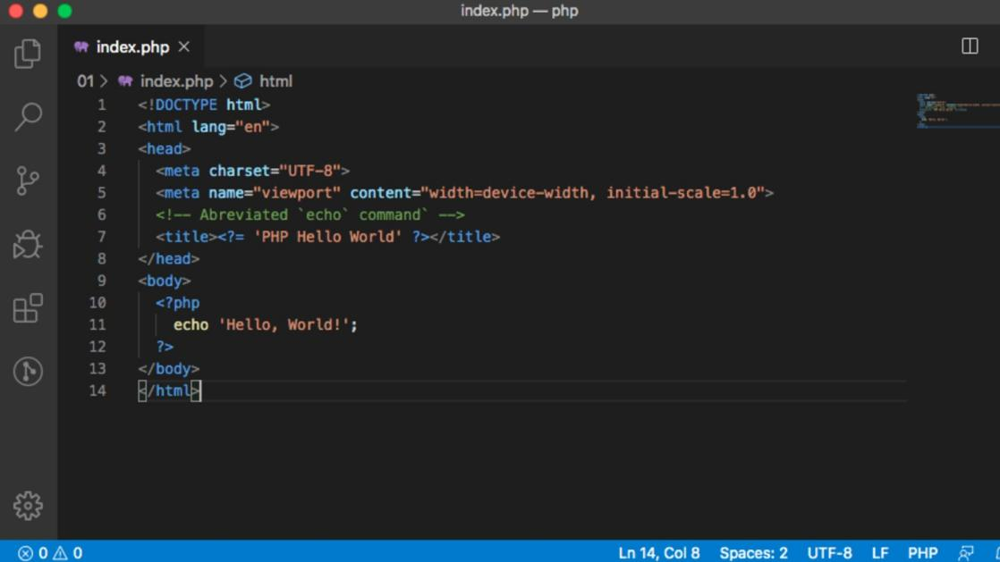 index.php — php
index.php
01 > index.php > html
1 <!DOCTYPE html>
2 <html lang="en">
3 <head>
4 <meta charset="UTF-8">
5 <meta name="viewport" content="width=device-width, initial-scale=1.0">
6 <!-- Abreviated `echo` command` -->
7 <title><?= 'PHP Hello World' ?></title>
8 </head>
9 <body>
10 <?php
11 echo 'Hello, World!';
12 ?>
13 </body>
14 </html>
0 0 Ln 14, Col 8 Spaces: 2 UTF-8 LF PHP